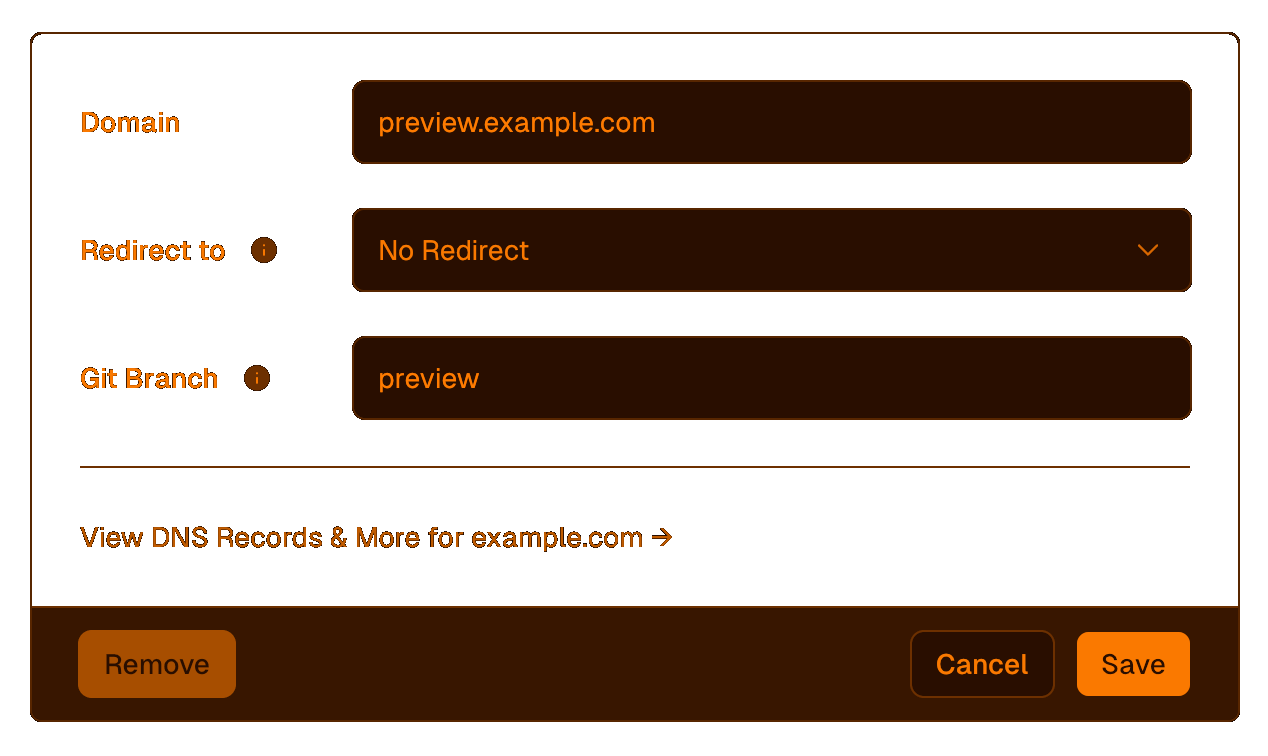 Domain
preview.example.com
Redirect to
No Redirect
Git Branch
preview
View DNS Records & More for example.com →
Remove
Cancel
Save